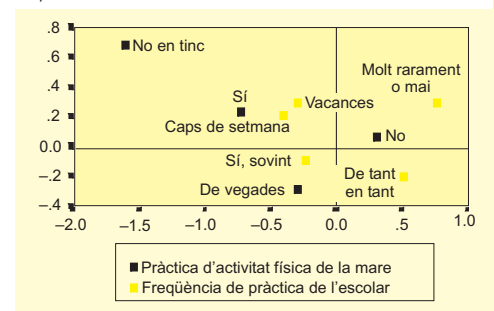 .8
No en tinc
.6
Molt rarament
o mai
.4
Sí
Vacances
.2
Caps de setmana
No
0.0
Sí, sovint
De tant
en tant
–.2
De vegades
–.4
–2.0 –1.5 –1.0 –0.5 0.0 .5 1.0
Pràctica d’activitat física de la mare
Freqüència de pràctica de l’escolar